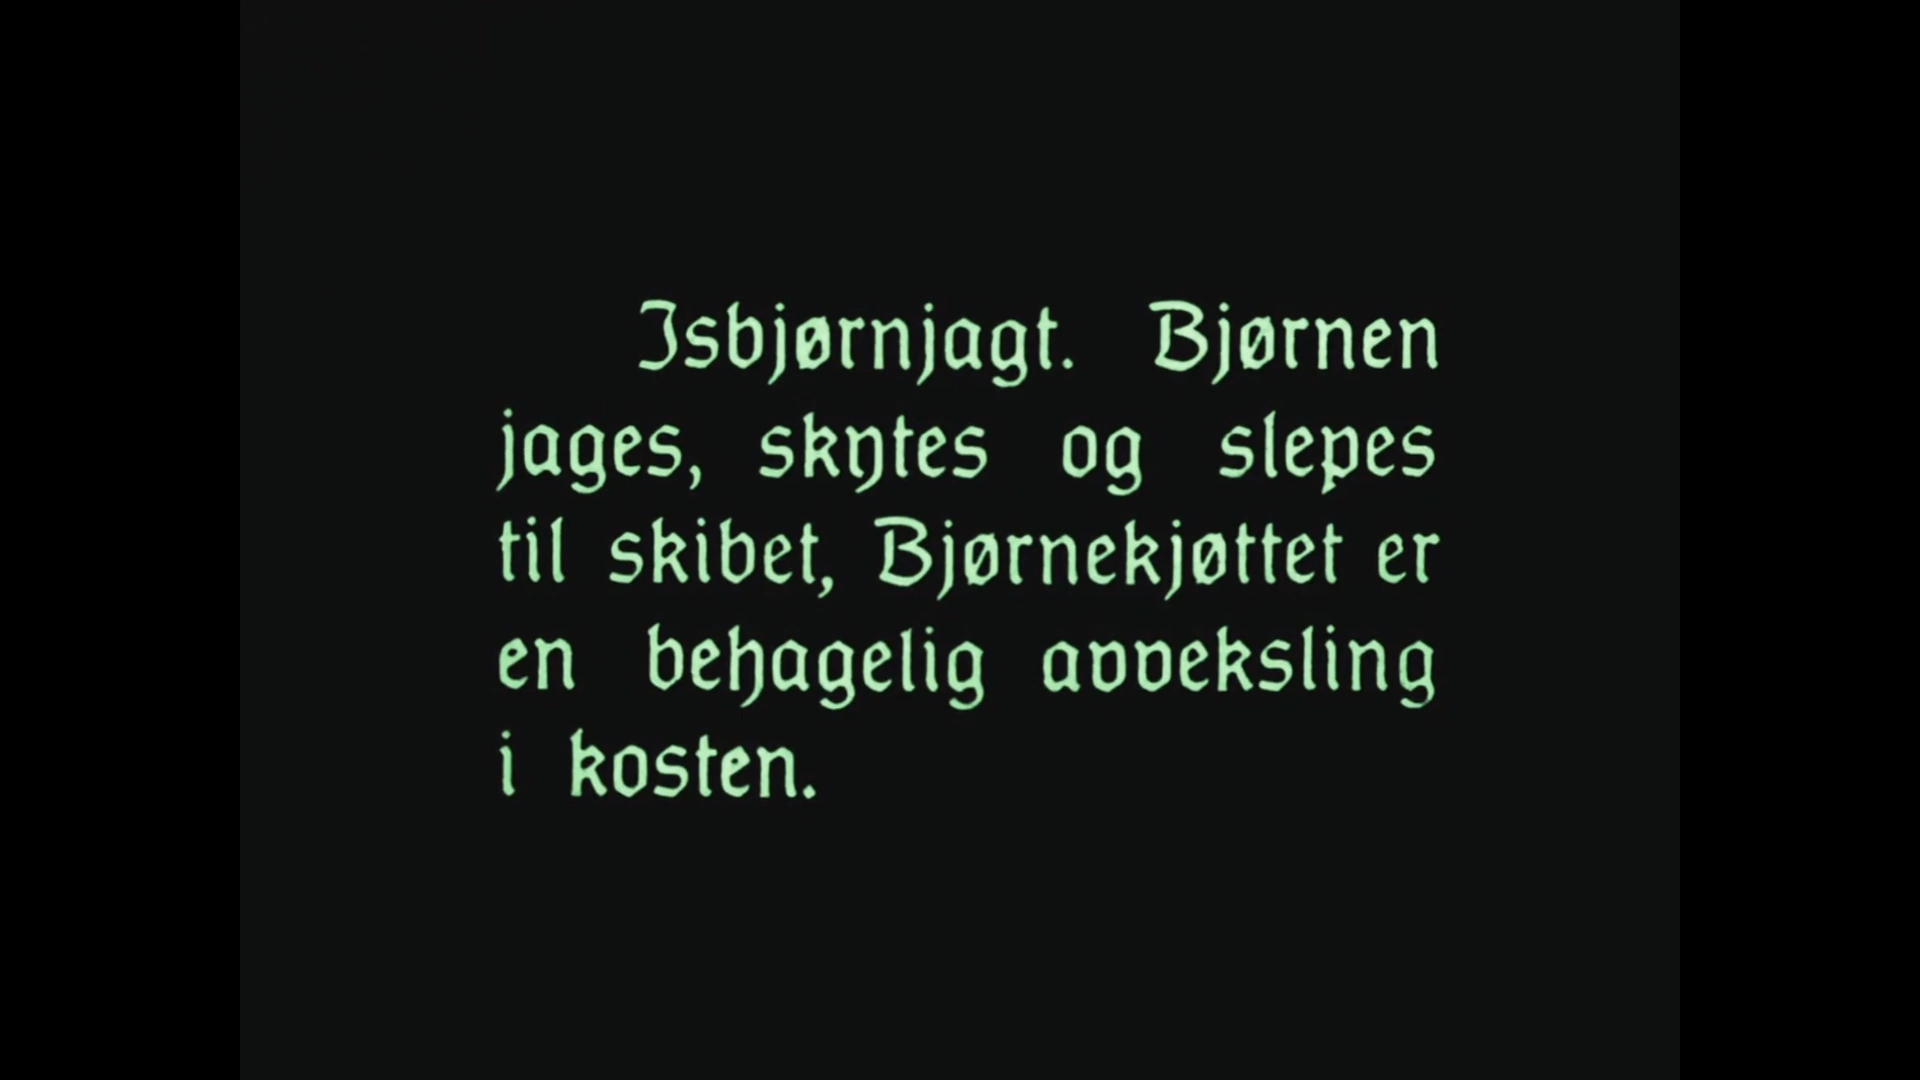 Isbjørnjagt. Bjørnen
jages, skytes og slepes
til skibet, Bjørnekjøttet er
en behagelig avveksling
i kosten.